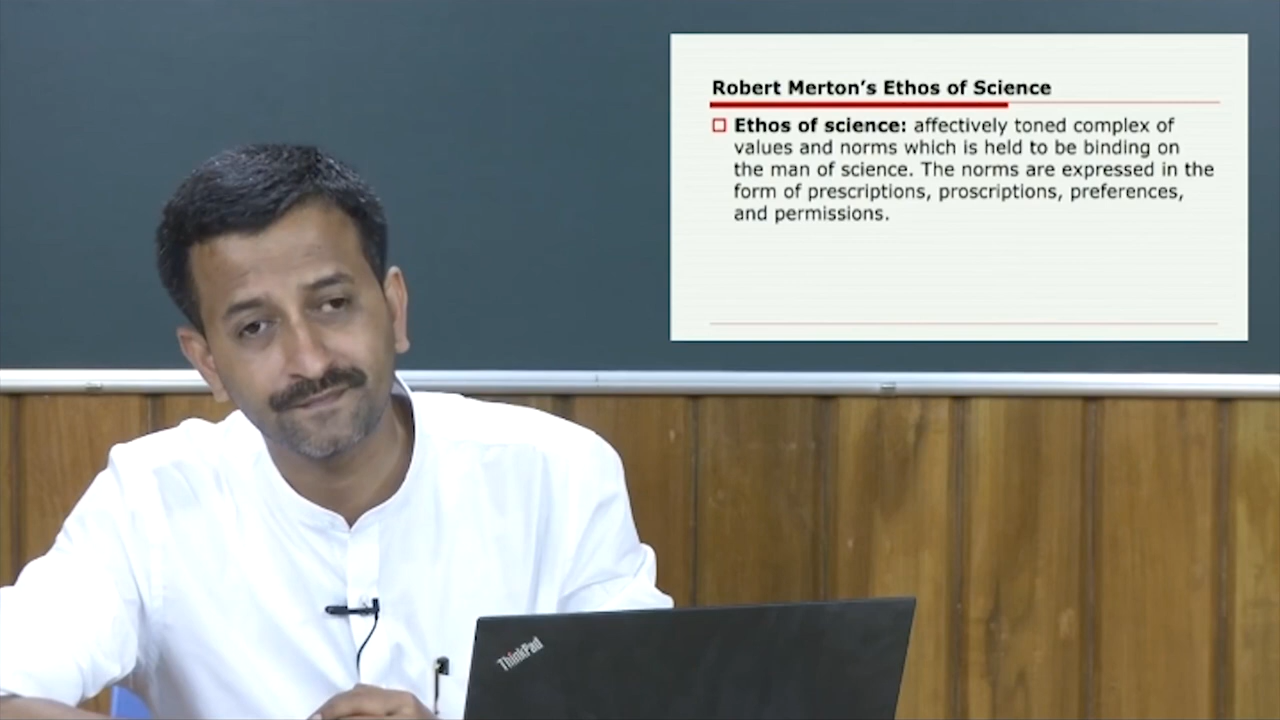 Robert Merton's Ethos of Science
Ethos of science: affectively toned complex of
values and norms which is held to be binding on
the man of science. The norms are expressed in the
form of prescriptions, proscriptions, preferences,
and permissions.
ThinkPad